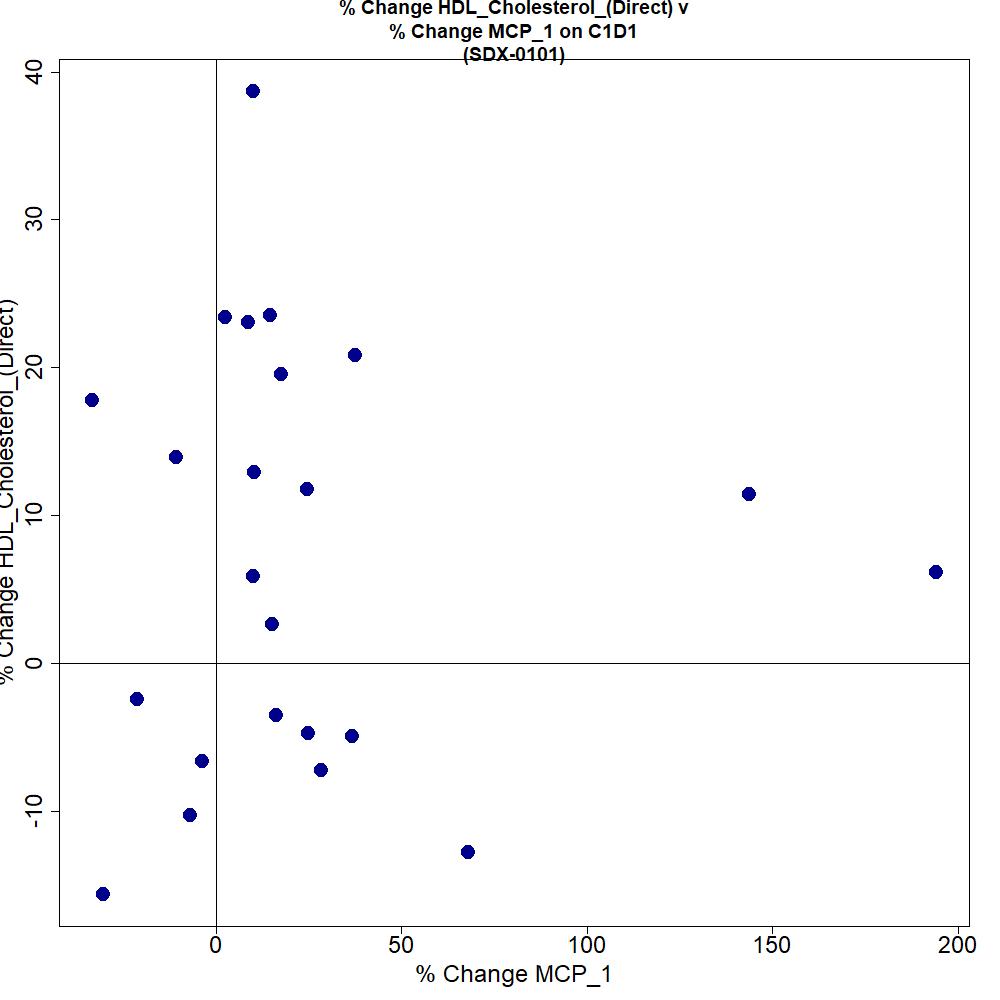 % Change HDL_Cholesterol_(Direct) v
% Change MCP_1 on C1D1
(SDX-0101)
% Change HDL_Cholesterol_(Direct)
40
30
20
10
0
-10
0
50
100
150
200
% Change MCP_1